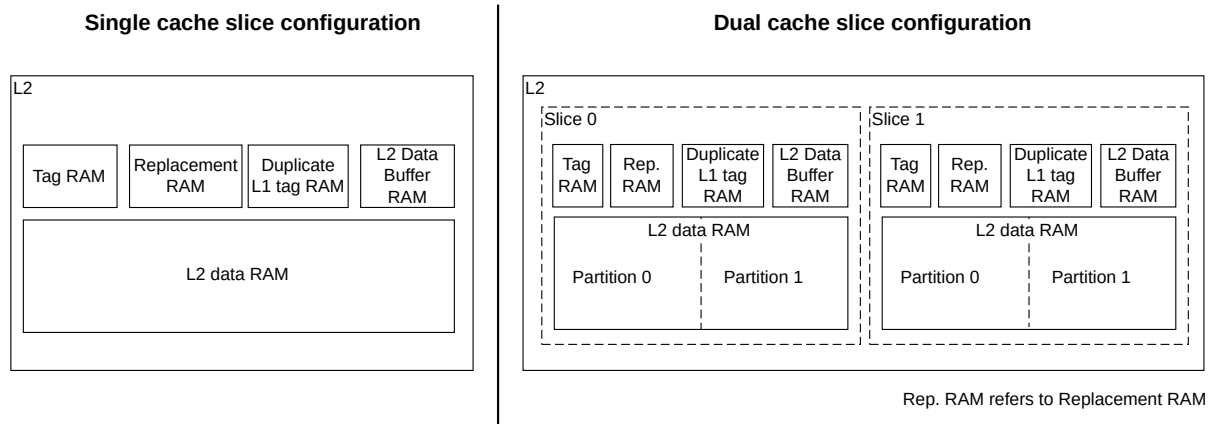 Single cache slice configuration
L2
Tag RAM
Replacement
RAM
Duplicate
L1 tag RAM
L2 Data
Buffer
RAM
L2 data RAM
Dual cache slice configuration
L2
Slice 0
Tag
RAM
Rep.
RAM
Duplicate
L1 tag
RAM
L2 Data
Buffer
RAM
L2 data RAM
Partition 0
Partition 1
Slice 1
Tag
RAM
Rep.
RAM
Duplicate
L1 tag
RAM
L2 Data
Buffer
RAM
L2 data RAM
Partition 0
Partition 1
Rep. RAM refers to Replacement RAM